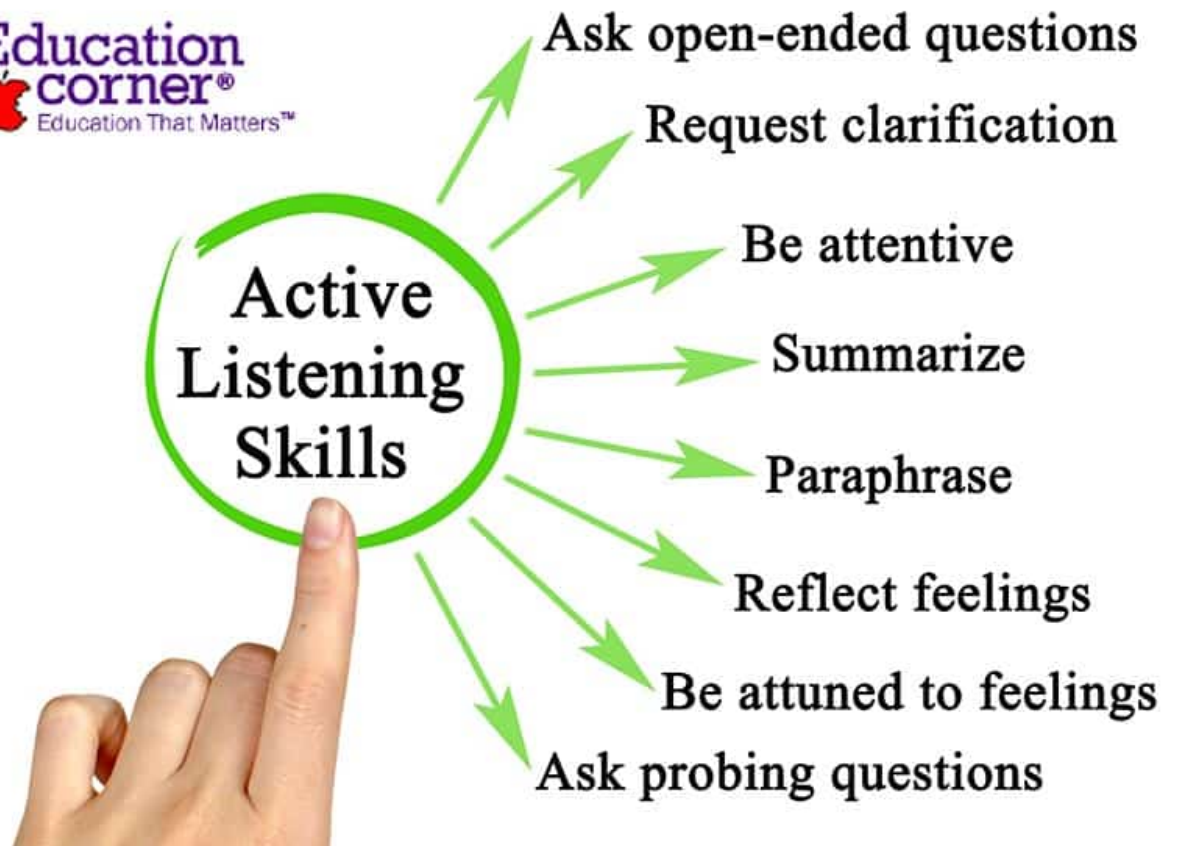 Education
corner®
Education That Matters™
Ask open-ended questions
Request clarification
Be attentive
Active
Listening
Skills
Summarize
Paraphrase
Reflect feelings
Be attuned to feelings
Ask probing questions